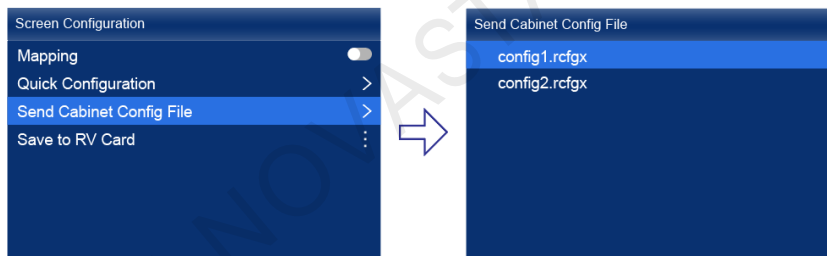 Screen Configuration
Mapping
Quick Configuration
Send Cabinet Config File
Save to RV Card
Send Cabinet Config File
config1.rcfgx
config2.rcfgx
NOVASTA